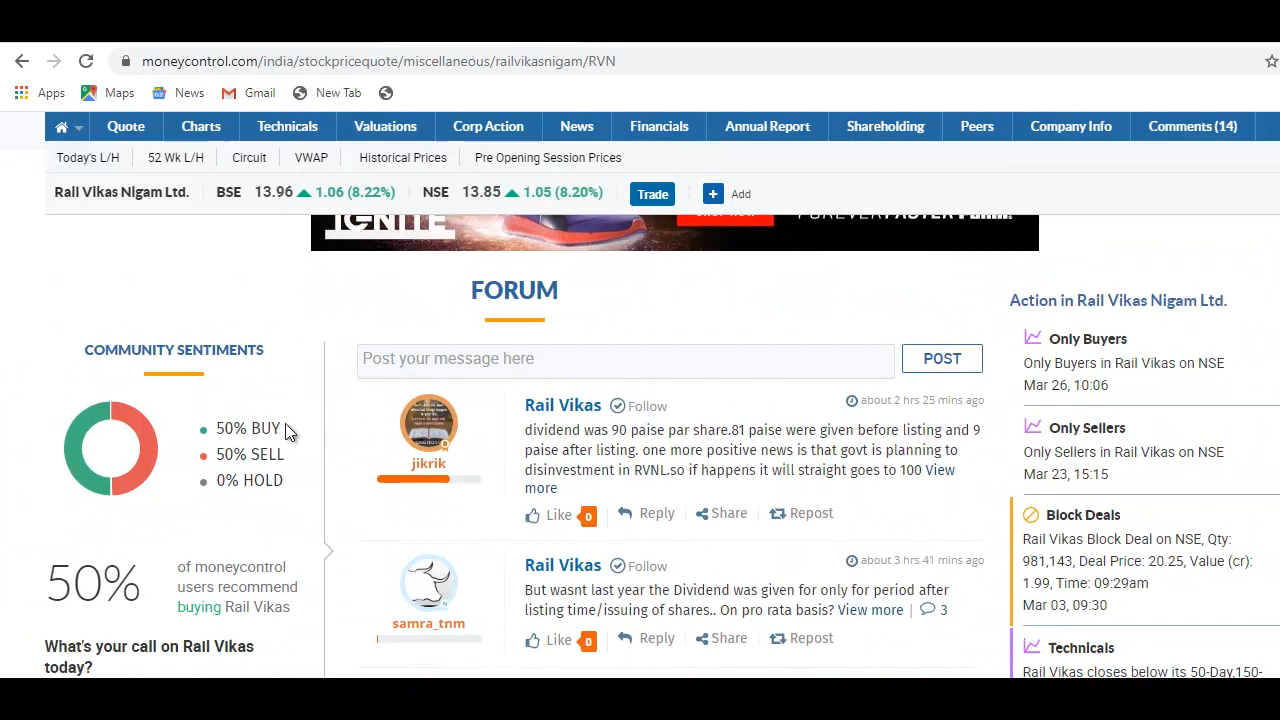 moneycontrol.com/india/stockpricequote/miscellaneous/railvikasnigam/RVN
Apps Maps News Gmail New Tab
Quote Charts Technicals Valuations Corp Action News Financials Annual Report Shareholding Peers Company Info Comments (14)
Today's L/H 52 Wk L/H Circuit VWAP Historical Prices Pre Opening Session Prices
Rail Vikas Nigam Ltd. BSE 13.96 1.06 (8.22%) NSE 13.85 1.05 (8.20%) Trade + Add
IGNITE
FORUM
COMMUNITY SENTIMENTS
50% BUY
50% SELL
0% HOLD
50%
of moneycontrol
users recommend
buying Rail Vikas
What's your call on Rail Vikas
today?
Post your message here POST
Rail Vikas Follow about 2 hrs 25 mins ago
jikrik
dividend was 90 paise par share.81 paise were given before listing and 9
paise after listing. one more positive news is that govt is planning to
disinvestment in RVNL.so if happens it will straight goes to 100 View
more
Like 0 Reply Share Repost
Rail Vikas Follow about 3 hrs 41 mins ago
samra_tnm
But wasnt last year the Dividend was given for only for period after
listing time/issuing of shares.. On pro rata basis? View more | 3
Like 0 Reply Share Repost
Action in Rail Vikas Nigam Ltd.
Only Buyers
Only Buyers in Rail Vikas on NSE
Mar 26, 10:06
Only Sellers
Only Sellers in Rail Vikas on NSE
Mar 23, 15:15
Block Deals
Rail Vikas Block Deal on NSE, Qty:
981,143, Deal Price: 20.25, Value (cr):
1.99, Time: 09:29am
Mar 03, 09:30
Technicals
Rail Vikas closes below its 50-Day,150-